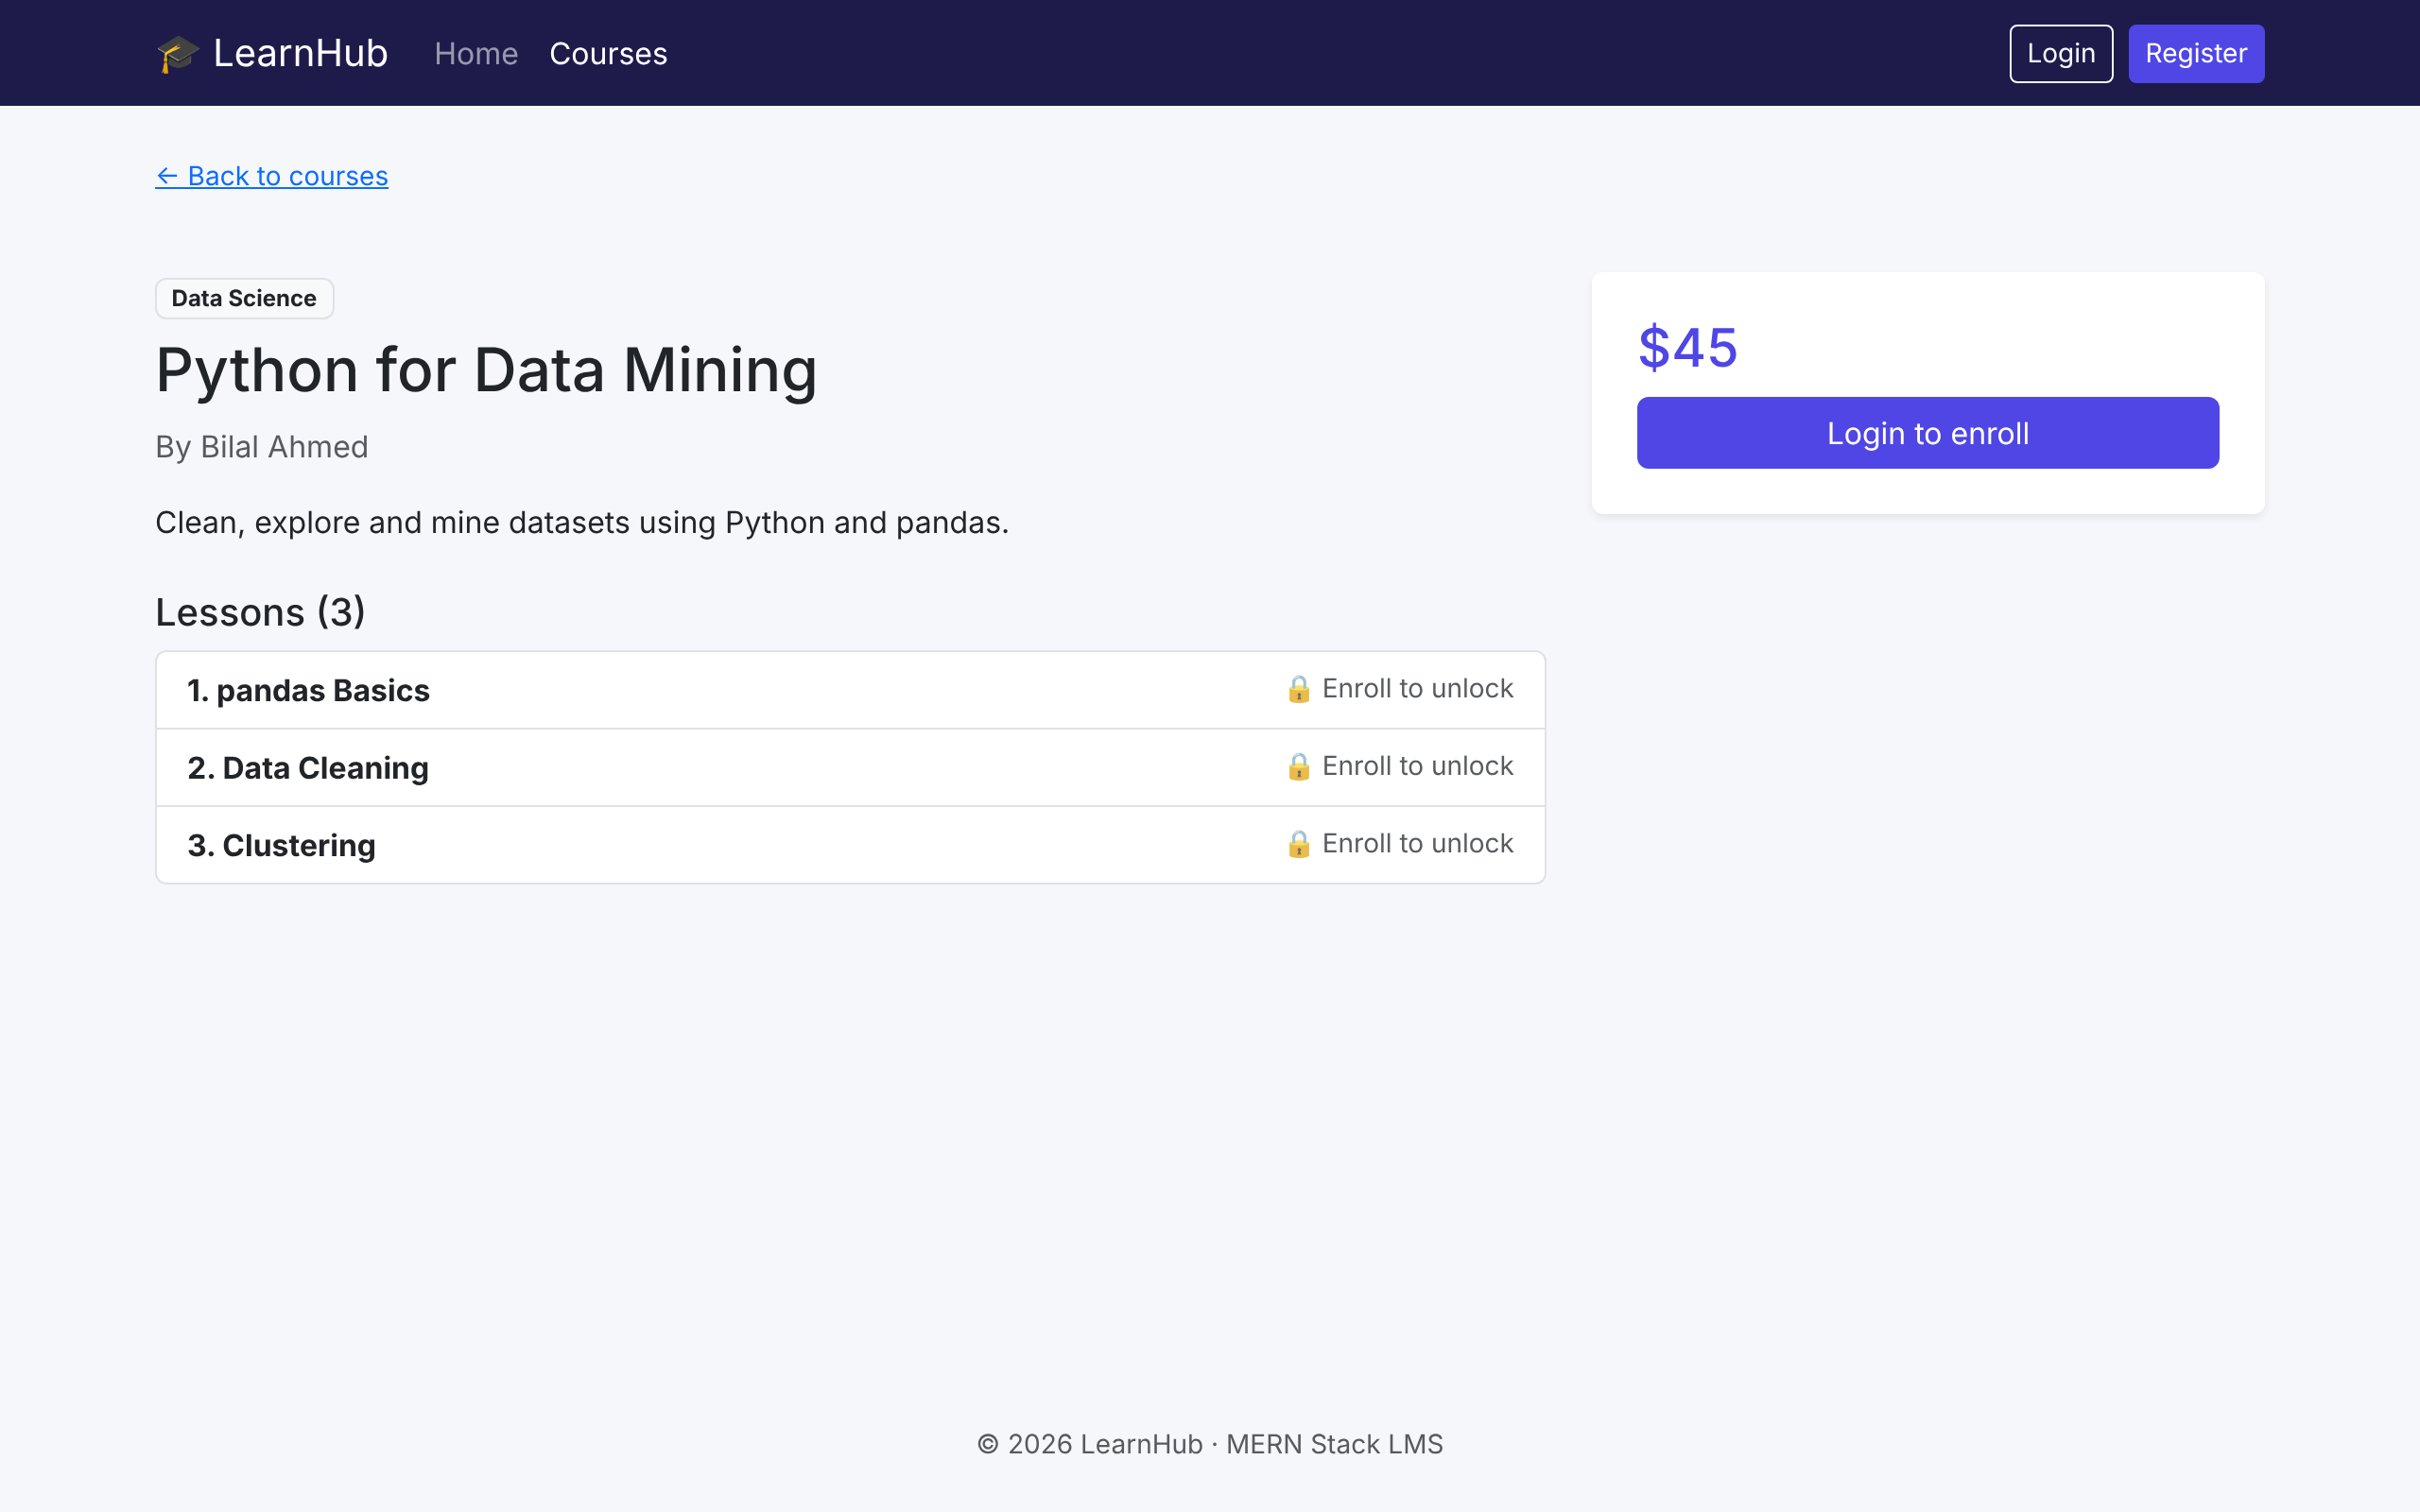 🎓 LearnHub Home Courses Login Register
← Back to courses
Data Science
Python for Data Mining
By Bilal Ahmed
Clean, explore and mine datasets using Python and pandas.
Lessons (3)
1. pandas Basics 🔒 Enroll to unlock
2. Data Cleaning 🔒 Enroll to unlock
3. Clustering 🔒 Enroll to unlock
$45
Login to enroll
© 2026 LearnHub · MERN Stack LMS